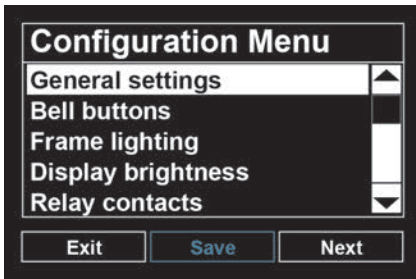 Configuration Menu
General settings
Bell buttons
Frame lighting
Display brightness
Relay contacts
Exit Save Next